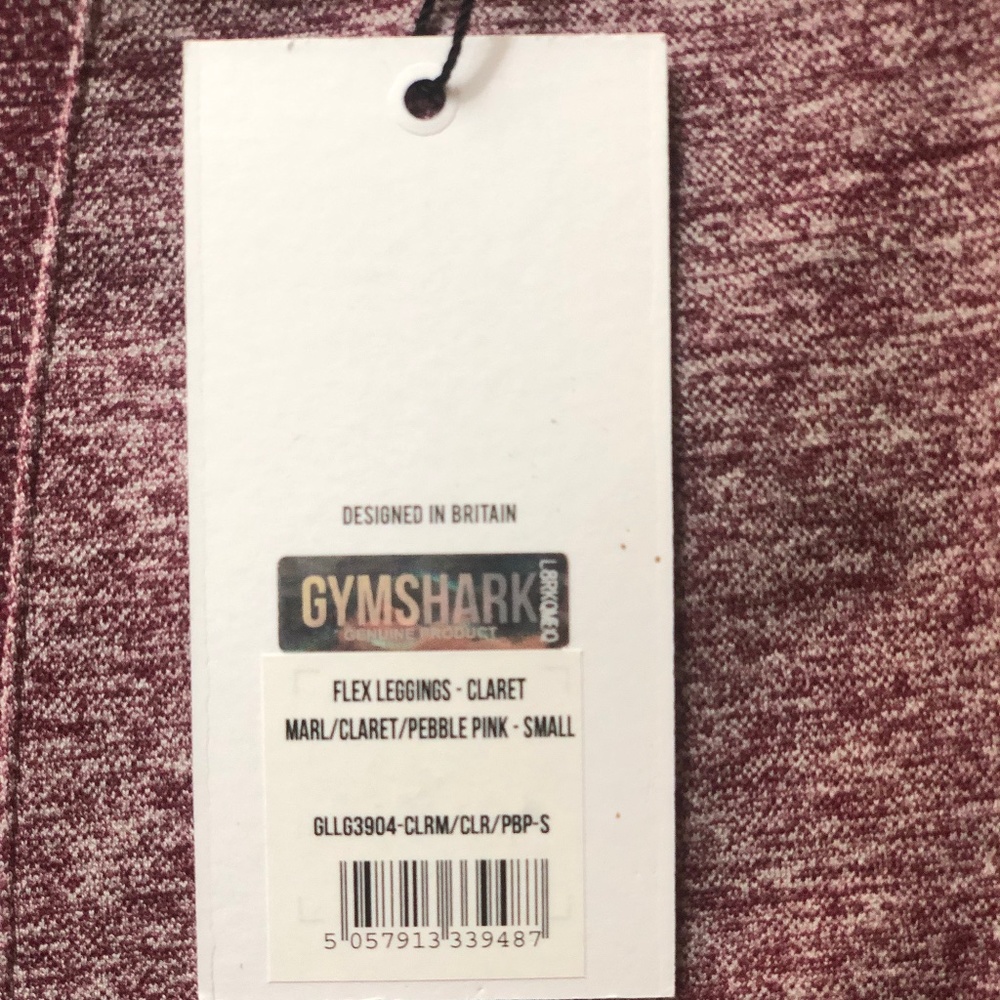 DESIGNED IN BRITAIN
GYMSHARK
GENUINE PRODUCT
FLEX LEGGINGS - CLARET
MARL/CLARET/PEBBLE PINK - SMALL
GLLG3904-CLRM/CLR/PBP-S
5 057913 339487